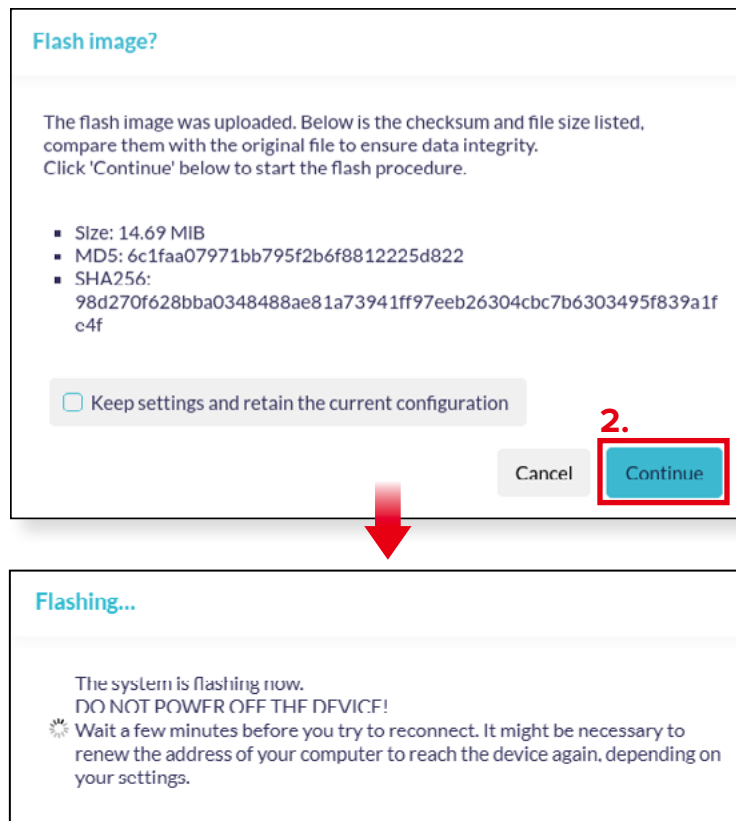 Flash image?
The flash image was uploaded. Below is the checksum and file size listed,
compare them with the original file to ensure data integrity.
Click 'Continue' below to start the flash procedure.
Size: 14.69 MiB
MD5: 6c1faa07971bb795f2b6f8812225d822
SHA256:
98d270f628bba0348488ae81a73941ff97eeb26304cbc7b6303495f839a1f
e4f
Keep settings and retain the current configuration
2.
Cancel
Continue
Flashing...
The system is flashing now.
DO NOT POWER OFF THE DEVICE!
Wait a few minutes before you try to reconnect. It might be necessary to
renew the address of your computer to reach the device again, depending on
your settings.